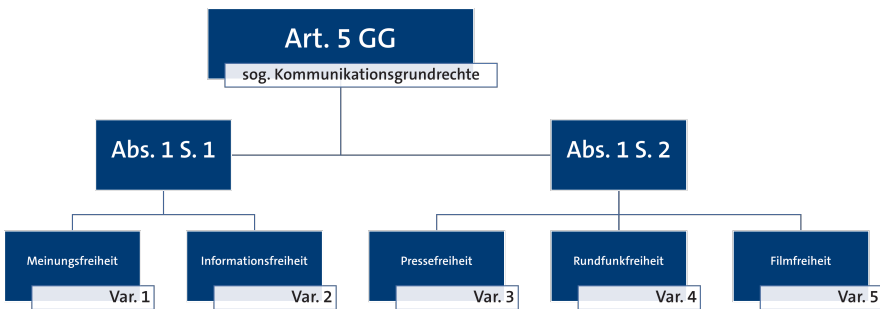 Art. 5 GG
sog. Kommunikationsgrundrechte
Abs. 1 S. 1
Abs. 1 S. 2
Meinungsfreiheit
Var. 1
Informationsfreiheit
Var. 2
Pressefreiheit
Var. 3
Rundfunkfreiheit
Var. 4
Filmfreiheit
Var. 5